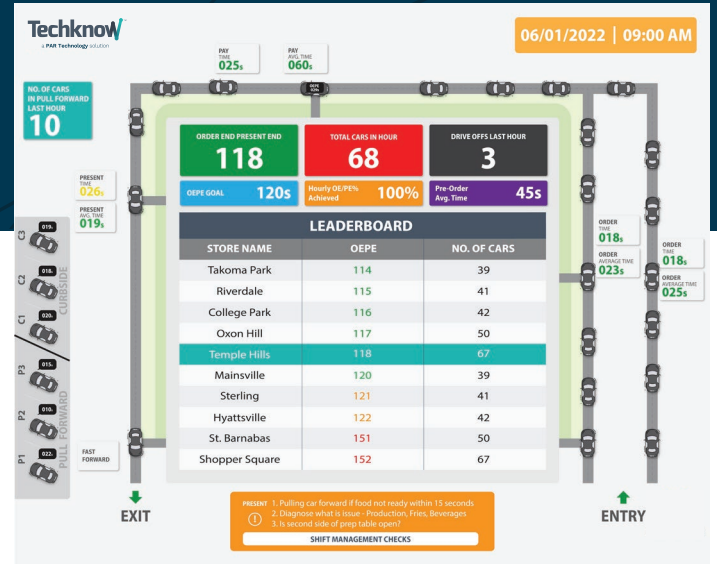 Techknow
a PAR Technology solution
06/01/2022 | 09:00 AM
PAY
TIME
025s
PAY
AVG. TIME
060s
NO. OF CARS
IN PULL FORWARD
LAST HOUR
10
ORDER END PRESENT END
118
TOTAL CARS IN HOUR
68
DRIVE OFFS LAST HOUR
3
OEPE GOAL 120s
Hourly OE/PE%
Achieved 100%
Pre-Order
Avg. Time 45s
PRESENT
TIME
026s
PRESENT
AVG. TIME
019s
LEADERBOARD
STORE NAME OEPE NO. OF CARS
Takoma Park 114 39
Riverdale 115 41
College Park 116 42
Oxon Hill 117 50
Temple Hills 118 67
Mainsville 120 39
Sterling 121 41
Hyattsville 122 42
St. Barnabas 151 50
Shopper Square 152 67
ORDER
TIME
018s
ORDER
AVERAGE TIME
023s
ORDER
TIME
018s
ORDER
AVERAGE TIME
025s
C3 019s
C2 018s
C1 020s
CURBSIDE
P3 015s
P2 010s
P1 022s
PULL FORWARD
FAST
FORWARD
EXIT
ENTRY
PRESENT 1. Pulling car forward if food not ready within 15 seconds
2. Diagnose what is issue - Production, Fries, Beverages
3. Is second side of prep table open?
SHIFT MANAGEMENT CHECKS